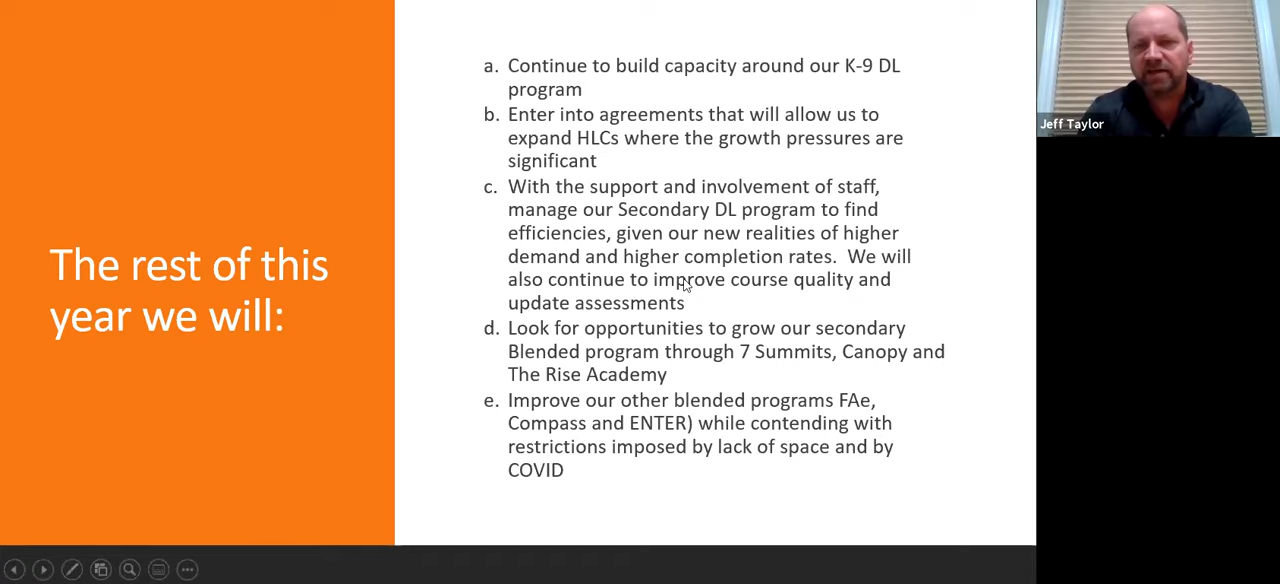 The rest of this
year we will:
a. Continue to build capacity around our K-9 DL
program
b. Enter into agreements that will allow us to
expand HLCs where the growth pressures are
significant
c. With the support and involvement of staff,
manage our Secondary DL program to find
efficiencies, given our new realities of higher
demand and higher completion rates.  We will
also continue to improve course quality and
update assessments
d. Look for opportunities to grow our secondary
Blended program through 7 Summits, Canopy and
The Rise Academy
e. Improve our other blended programs FAe,
Compass and ENTER) while contending with
restrictions imposed by lack of space and by
COVID
Jeff Taylor